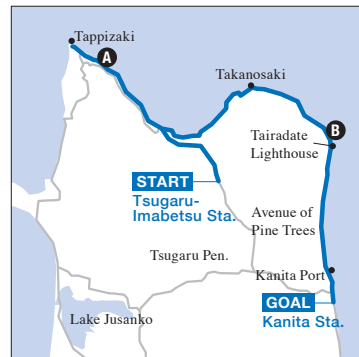 Tappizaki
A
Takanosaki
B
Tairadate
Lighthouse
START
Tsugaru-
Imabetsu Sta.
Avenue of
Pine Trees
Tsugaru Pen.
Kanita Port
GOAL
Kanita Sta.
Lake Jusanko